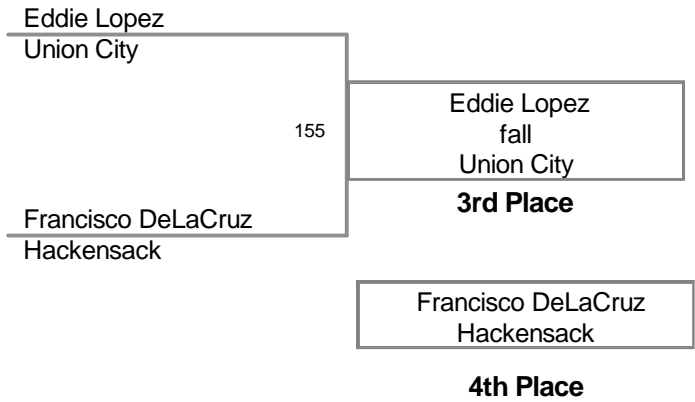 Eddie Lopez
Union City
155
Eddie Lopez
fall
Union City
3rd Place
Francisco DeLaCruz
Hackensack
Francisco DeLaCruz
Hackensack
4th Place